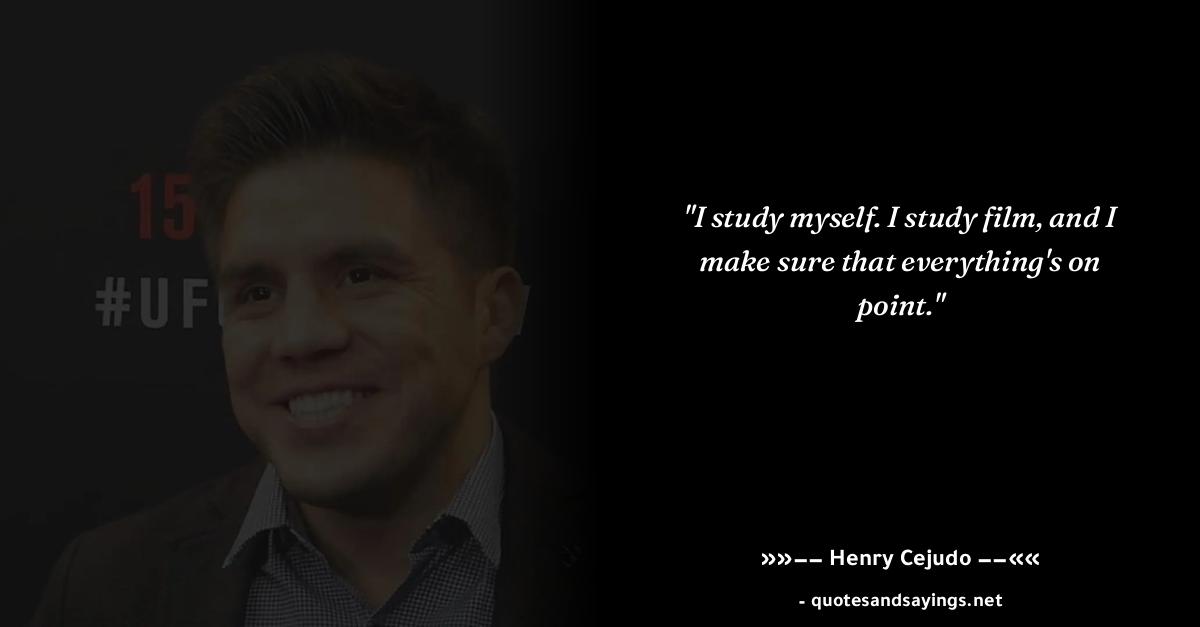 15
#UF
"I study myself. I study film, and I
make sure that everything's on
point."
»»−− Henry Cejudo −−««
- quotesandsayings.net